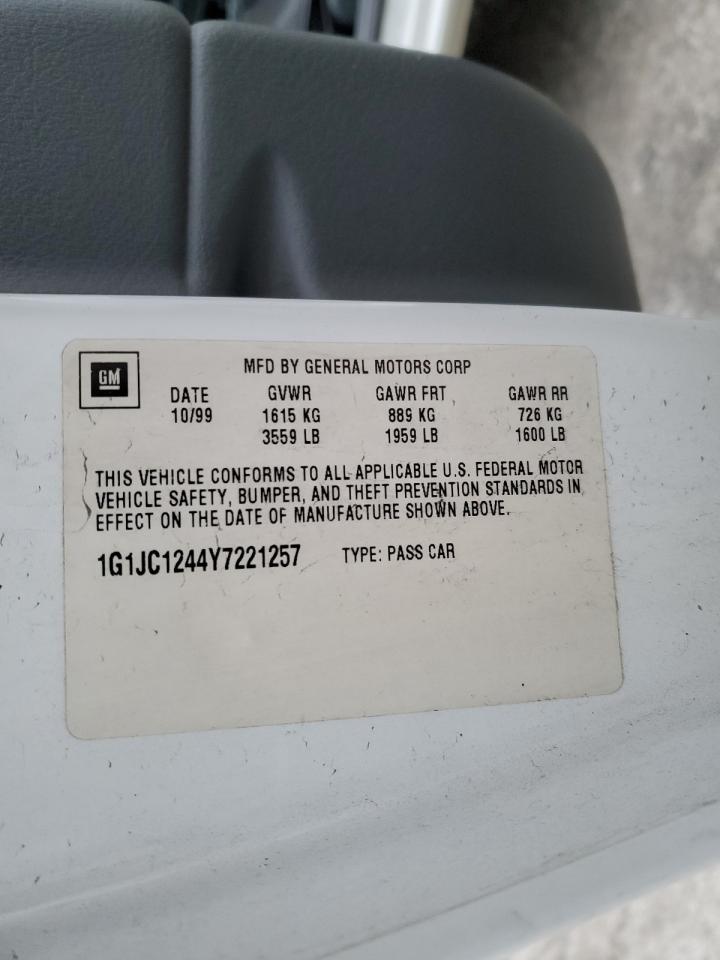 GM
MFD BY GENERAL MOTORS CORP
DATE GVWR GAWR FRT GAWR RR
10/99 1615 KG 889 KG 726 KG
3559 LB 1959 LB 1600 LB
THIS VEHICLE CONFORMS TO ALL APPLICABLE U.S. FEDERAL MOTOR
VEHICLE SAFETY, BUMPER, AND THEFT PREVENTION STANDARDS IN
EFFECT ON THE DATE OF MANUFACTURE SHOWN ABOVE.
1G1JC1244Y7221257 TYPE: PASS CAR